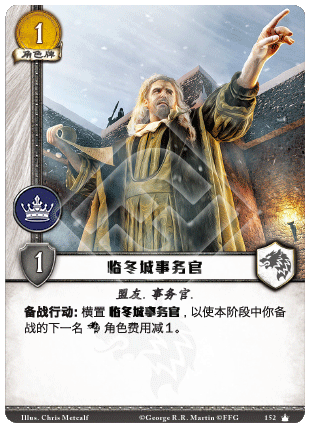 1
角色牌
1
临冬城事务官
盟友. 事务官.
备战行动: 横置 临冬城事务官, 以使本阶段中你备
战的下一名 角色费用减1。
Illus. Chris Metcalf ©George R.R. Martin ©FFG 152